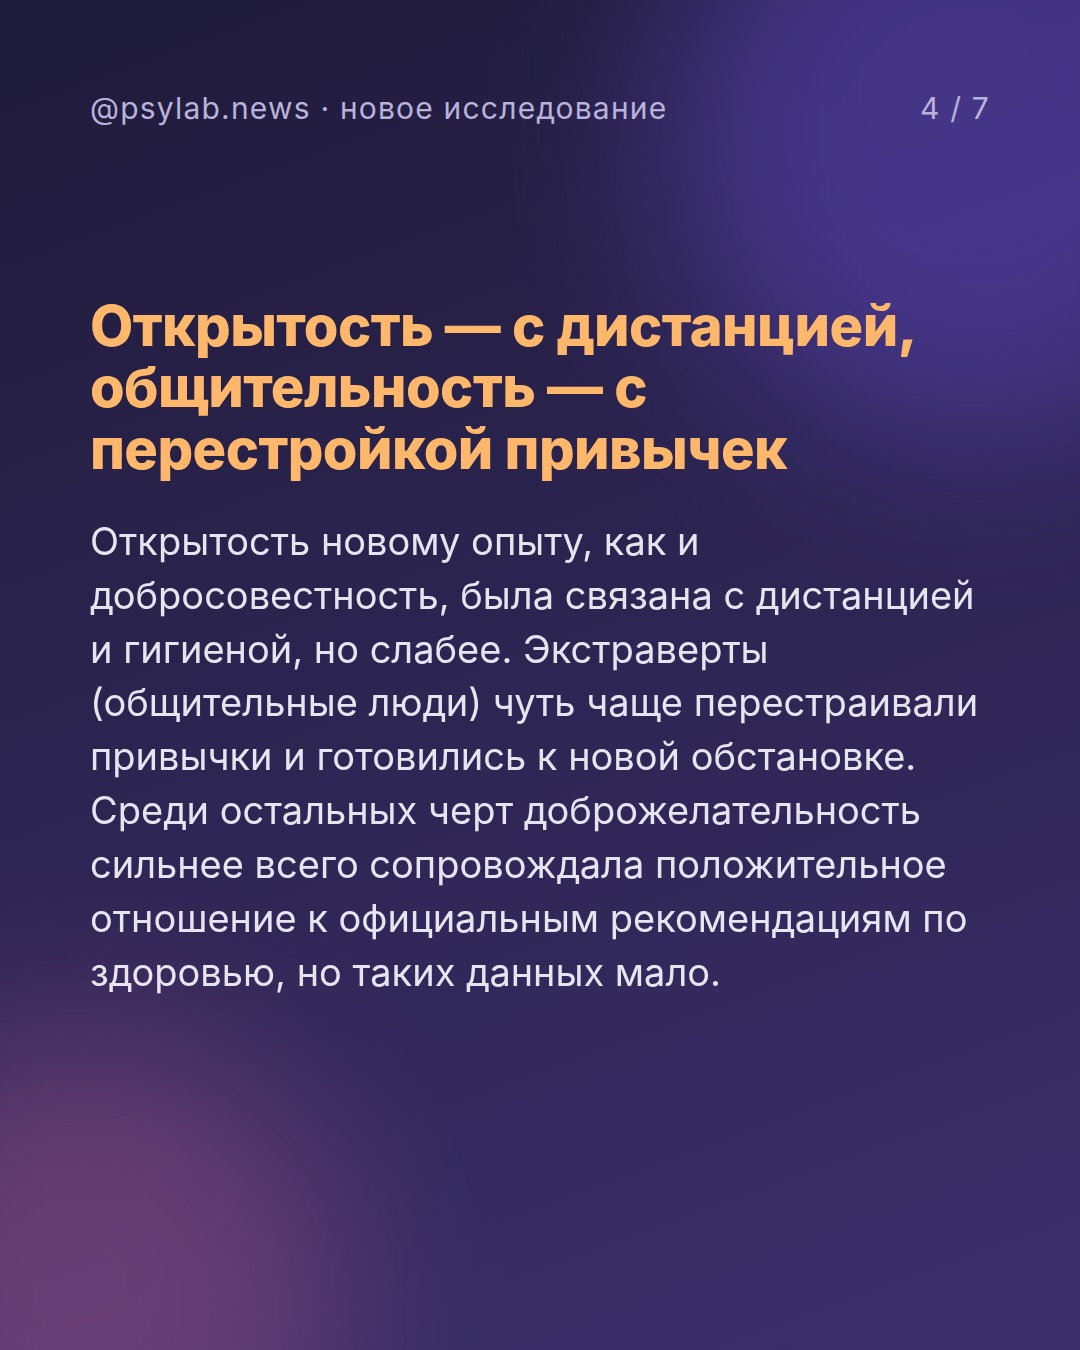 @psylab.news · новое исследование
4 / 7
Открытость — с дистанцией,
общительность — с
перестройкой привычек
Открытость новому опыту, как и
добросовестность, была связана с дистанцией
и гигиеной, но слабее. Экстраверты
(общительные люди) чуть чаще перестраивали
привычки и готовились к новой обстановке.
Среди остальных черт доброжелательность
сильнее всего сопровождала положительное
отношение к официальным рекомендациям по
здоровью, но таких данных мало.